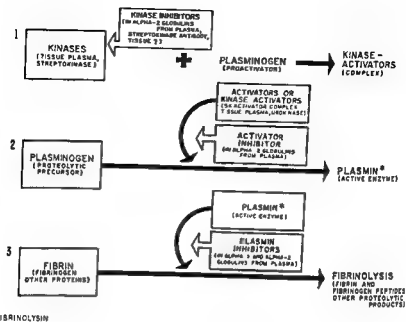 1
KINASE INHIBITORS
(IN ALPHA-2 GLOBULINS
FROM PLASMA,
STREPTOKINASE ANTIBODY,
TISSUE ?)
KINASES
(TISSUE PLASMA,
STREPTOKINASE)
+
PLASMINOGEN
(PROACTIVATOR)
KINASE-
ACTIVATORS
(COMPLEX)
ACTIVATORS OR
KINASE ACTIVATORS
(SK ACTIVATOR COMPLEX
TISSUE PLASMA, UROKINASE)
2
ACTIVATOR
INHIBITOR
(IN ALPHA-2 GLOBULINS
FROM PLASMA)
PLASMINOGEN
(PROTEOLYTIC
PRECURSOR)
PLASMIN*
(ACTIVE ENZYME)
PLASMIN*
(ACTIVE ENZYME)
3
PLASMIN
INHIBITORS
(IN ALPHA-1 AND ALPHA-2
GLOBULINS FROM PLASMA)
FIBRIN
(FIBRINOGEN
OTHER PROTEINS)
FIBRINOLYSIS
(FIBRIN AND
FIBRINOGEN PEPTIDES
OTHER PROTEOLYTIC
PRODUCTS)
FIBRINOLYSIN